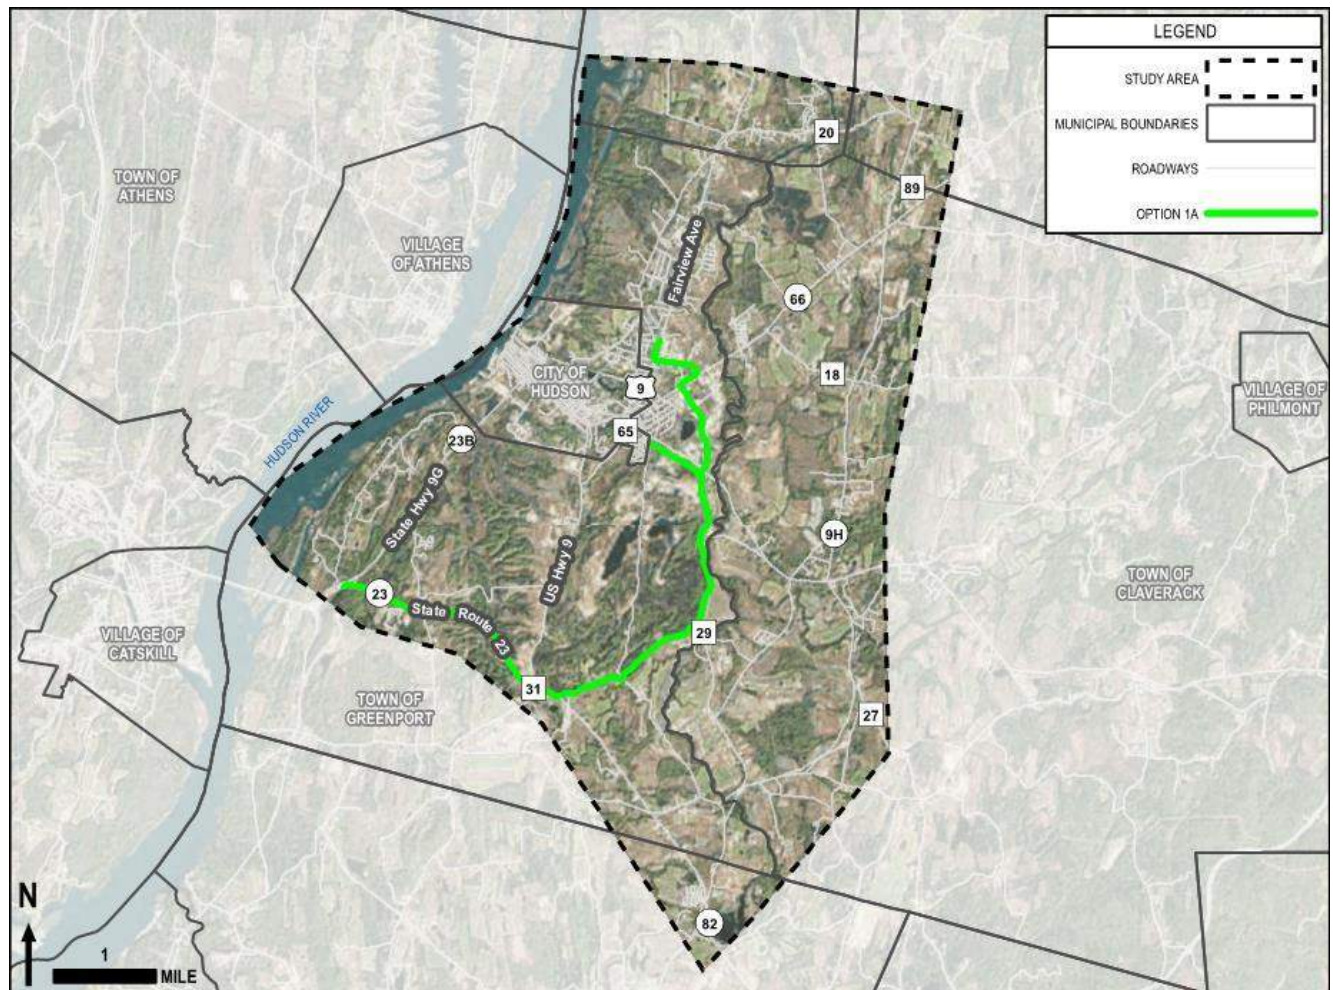 LEGEND
STUDY AREA
MUNICIPAL BOUNDARIES
ROADWAYS
OPTION 1A
20
TOWN OF
ATHENS
89
VILLAGE
OF ATHENS
Fairview Ave
66
CITY OF
HUDSON
9
18
VILLAGE OF
PHILMONT
65
23B
HUDSON RIVER
State Hwy 9G
US Hwy 9
9H
TOWN OF
CLAVERACK
23
State Route 23
29
VILLAGE OF
CATSKILL
31
TOWN OF
GREENPORT
27
82
N
1
MILE